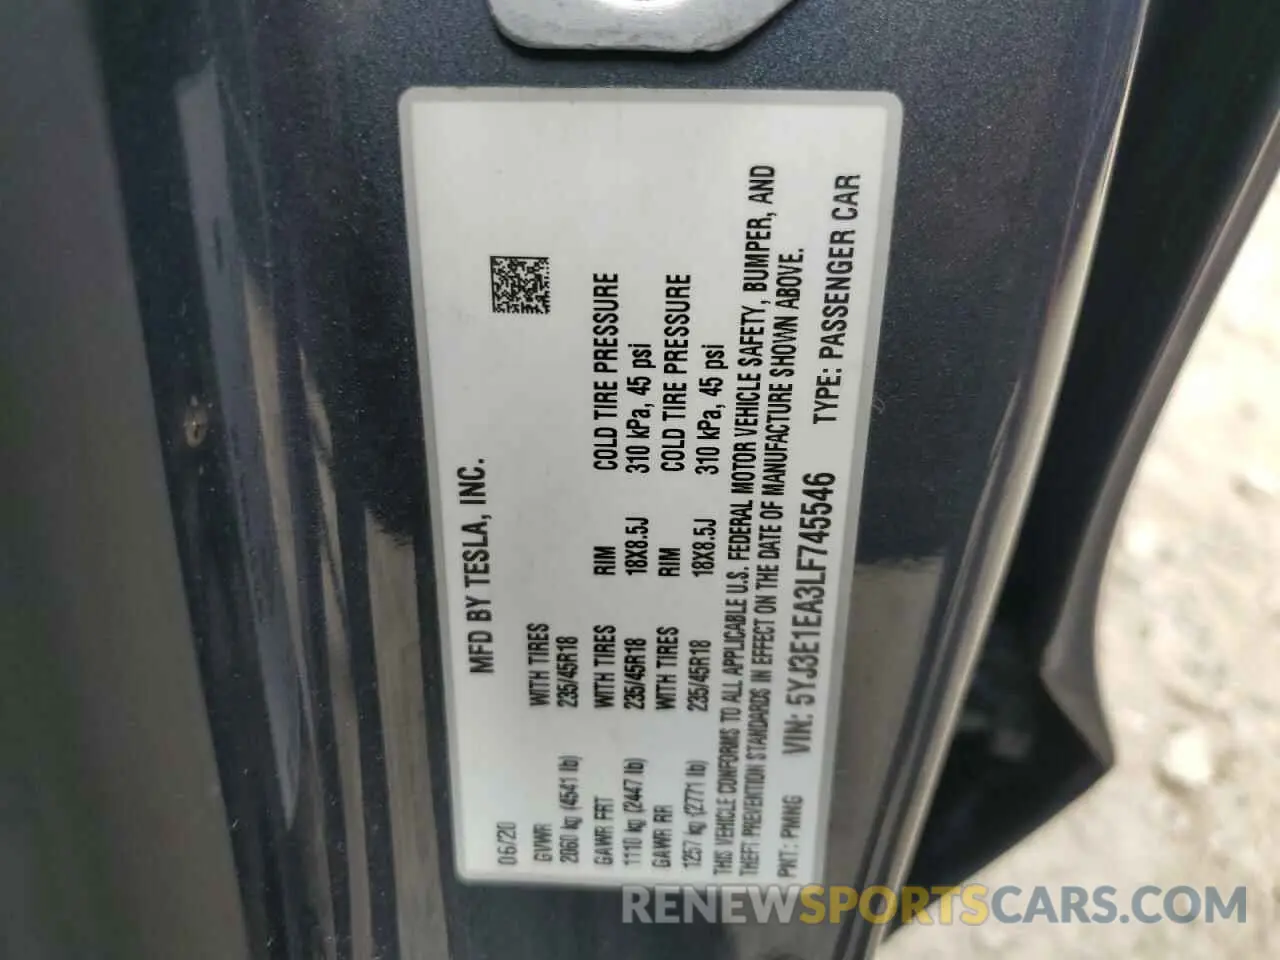 MFD BY TESLA, INC.
06/20
GVWR WITH TIRES
2060 kg (4541 lb) 235/45R18
GAWR FRT WITH TIRES RIM COLD TIRE PRESSURE
1110 kg (2447 lb) 235/45R18 18X8.5J 310 kPa, 45 psi
GAWR RR WITH TIRES RIM COLD TIRE PRESSURE
1257 kg (2771 lb) 235/45R18 18X8.5J 310 kPa, 45 psi
THIS VEHICLE CONFORMS TO ALL APPLICABLE U.S. FEDERAL MOTOR VEHICLE SAFETY, BUMPER, AND
THEFT PREVENTION STANDARDS IN EFFECT ON THE DATE OF MANUFACTURE SHOWN ABOVE.
PNT: PMNG VIN: 5YJ3E1EA3LF745546 TYPE: PASSENGER CAR
RENEWSPORTSCARS.COM